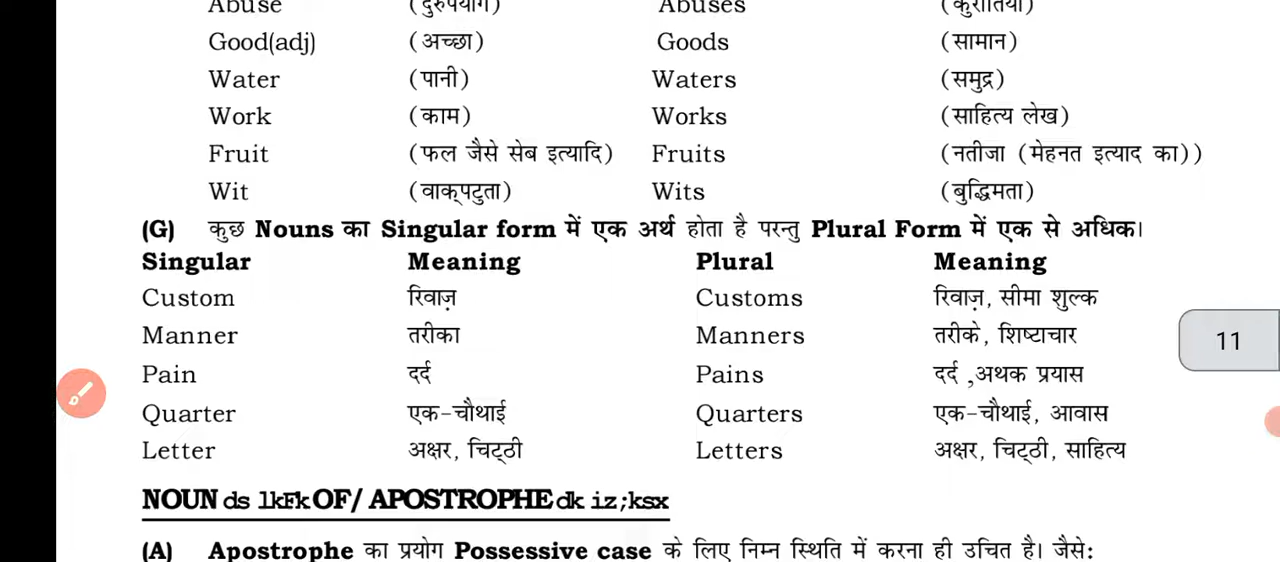 Abuse (दुरुपयोग) Abuses (कुरीतियाँ)
Good(adj) (अच्छा) Goods (सामान)
Water (पानी) Waters (समुद्र)
Work (काम) Works (साहित्य लेख)
Fruit (फल जैसे सेब इत्यादि) Fruits (नतीजा (मेहनत इत्याद का))
Wit (वाक्पटुता) Wits (बुद्धिमता)
(G) कुछ Nouns का Singular form में एक अर्थ होता है परन्तु Plural Form में एक से अधिक।
Singular Meaning Plural Meaning
Custom रिवाज़ Customs रिवाज़, सीमा शुल्क
Manner तरीका Manners तरीके, शिष्टाचार
11
Pain दर्द Pains दर्द ,अथक प्रयास
Quarter एक-चौथाई Quarters एक-चौथाई, आवास
Letter अक्षर, चिट्ठी Letters अक्षर, चिट्ठी, साहित्य
NOUN ds lkFk OF/ APOSTROPHE dk iz;ksx
(A) Apostrophe का प्रयोग Possessive case के लिए निम्न स्थिति में करना ही उचित है। जैसे: